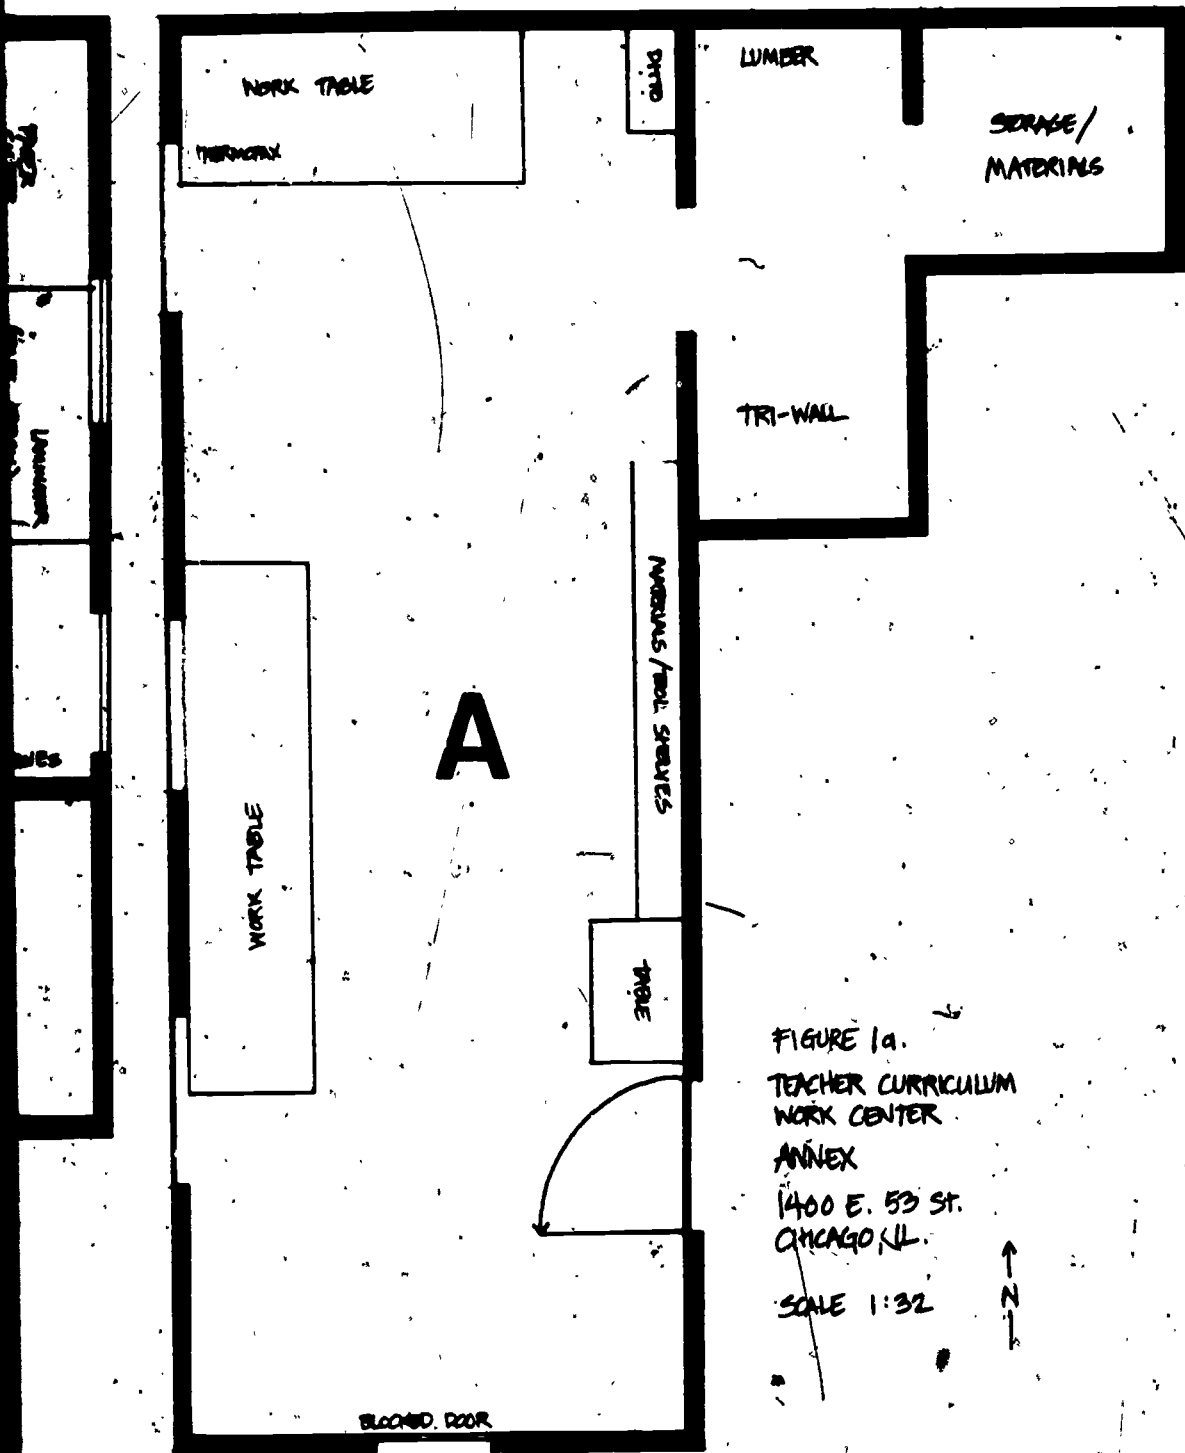 WORK TABLE
THERMOFAX
DITTO
LUMBER
STORAGE/
MATERIALS
TRI-WALL
LAMINATOR
MATERIALS/TOOL SHELVES
A
WORK TABLE
TABLE
FIGURE 1a.
TEACHER CURRICULUM
WORK CENTER
ANNEX
1400 E. 53 St.
CHICAGO, IL.
SCALE 1:32
N
BLOCKED DOOR